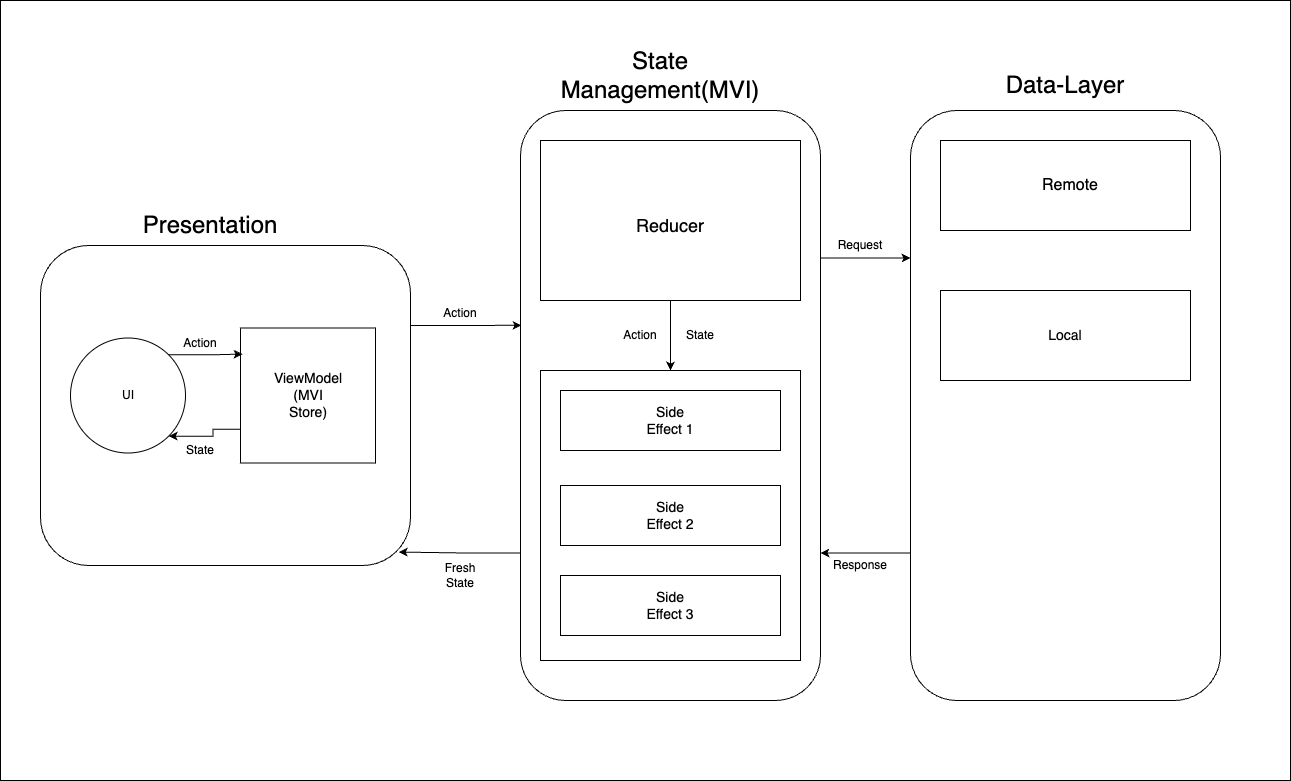 State
Management(MVI)
Data-Layer
Presentation
Remote
Reducer
Request
Action
Action
State
Local
Action
UI
ViewModel
(MVI
Store)
State
Side
Effect 1
Side
Effect 2
Fresh
State
Response
Side
Effect 3